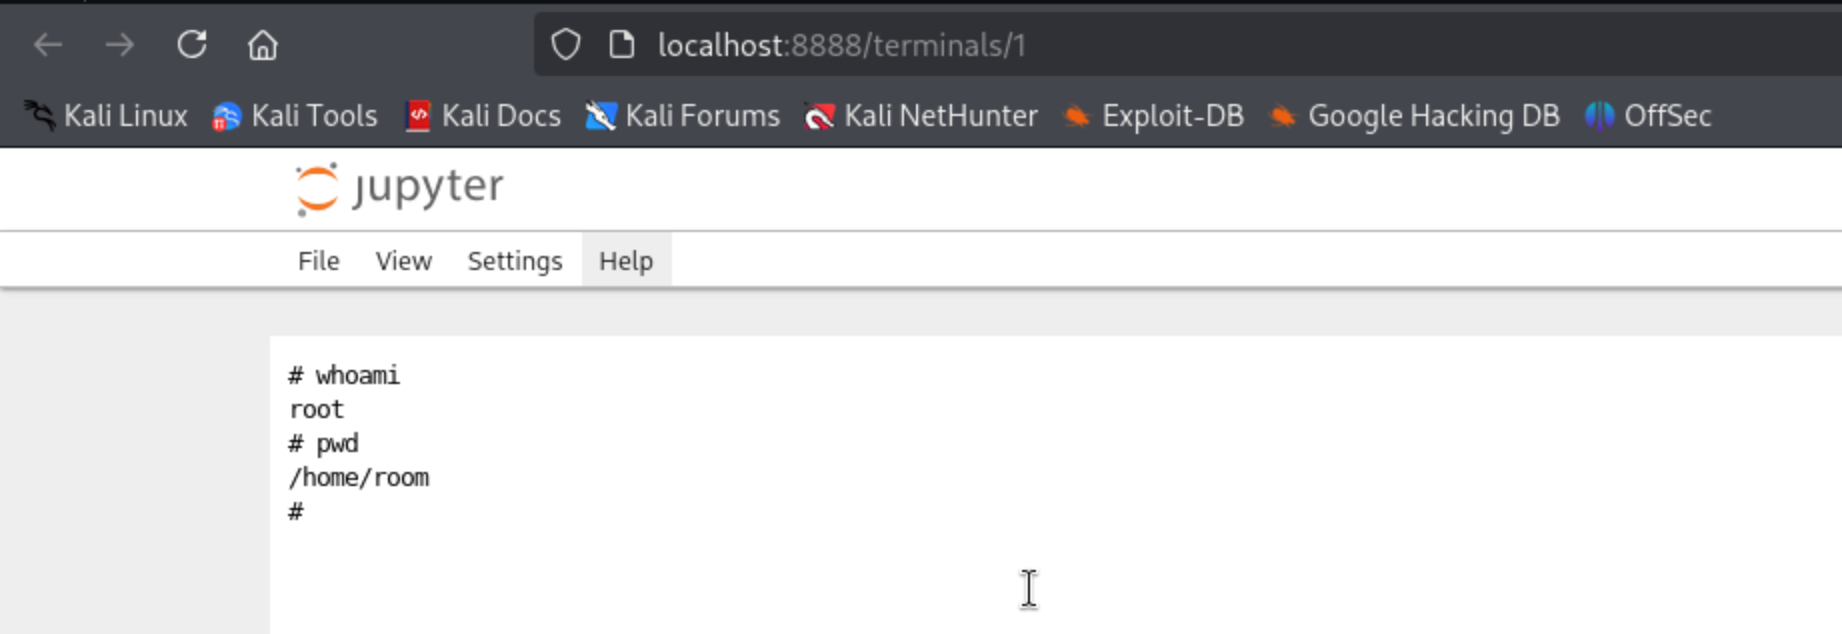 localhost:8888/terminals/1
Kali Linux Kali Tools Kali Docs Kali Forums Kali NetHunter Exploit-DB Google Hacking DB OffSec
jupyter
File View Settings Help
# whoami
root
# pwd
/home/room
#